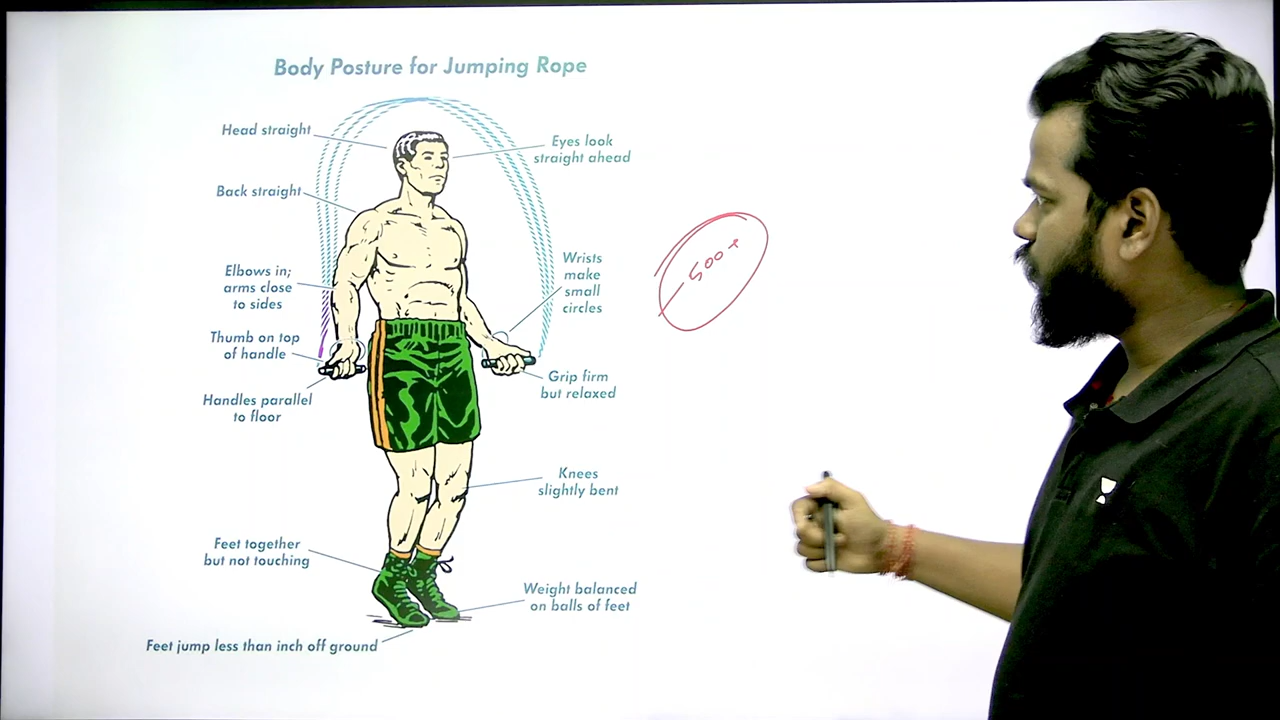 Body Posture for Jumping Rope
Head straight
Eyes look
straight ahead
Back straight
Elbows in;
arms close
to sides
Wrists
make
small
circles
Thumb on top
of handle
Grip firm
but relaxed
Handles parallel
to floor
Knees
slightly bent
Feet together
but not touching
Weight balanced
on balls of feet
Feet jump less than inch off ground
500+